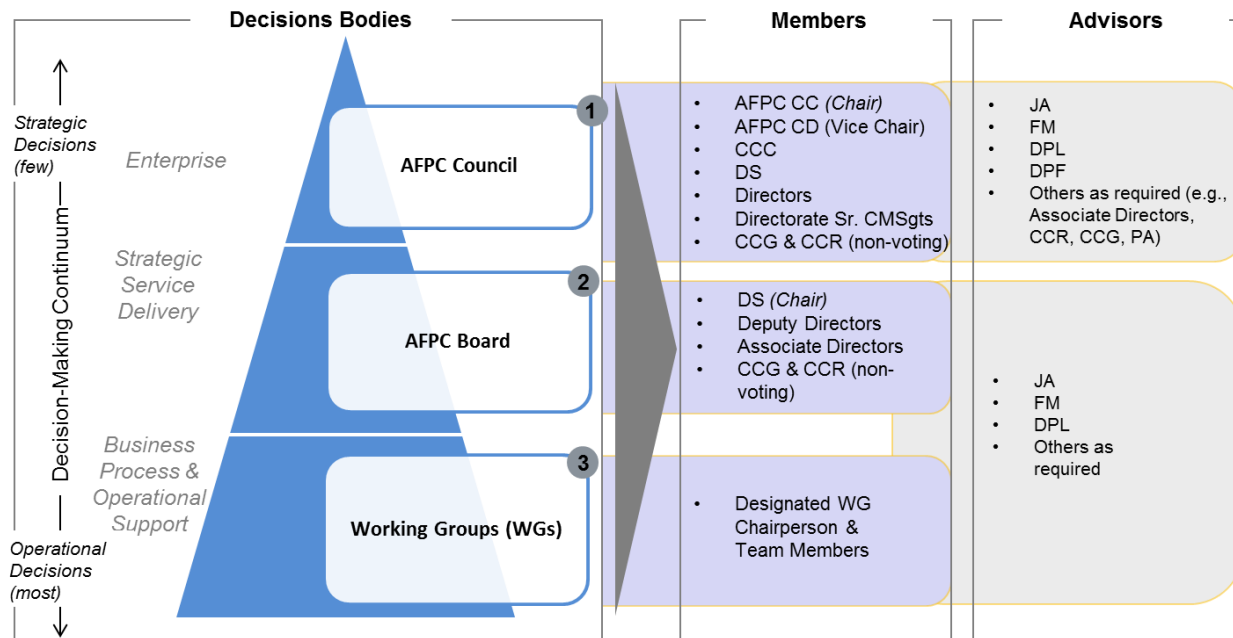 Decisions Bodies
Members
Advisors
Strategic
Decisions
(few)
Decision-Making Continuum
Operational
Decisions
(most)
Enterprise
Strategic
Service
Delivery
Business
Process &
Operational
Support
1
AFPC Council
2
AFPC Board
3
Working Groups (WGs)
• AFPC CC (Chair)
• AFPC CD (Vice Chair)
• CCC
• DS
• Directors
• Directorate Sr. CMSgts
• CCG & CCR (non-voting)
• DS (Chair)
• Deputy Directors
• Associate Directors
• CCG & CCR (non-
voting)
• Designated WG
Chairperson &
Team Members
• JA
• FM
• DPL
• DPF
• Others as required (e.g.,
Associate Directors,
CCR, CCG, PA)
• JA
• FM
• DPL
• Others as
required